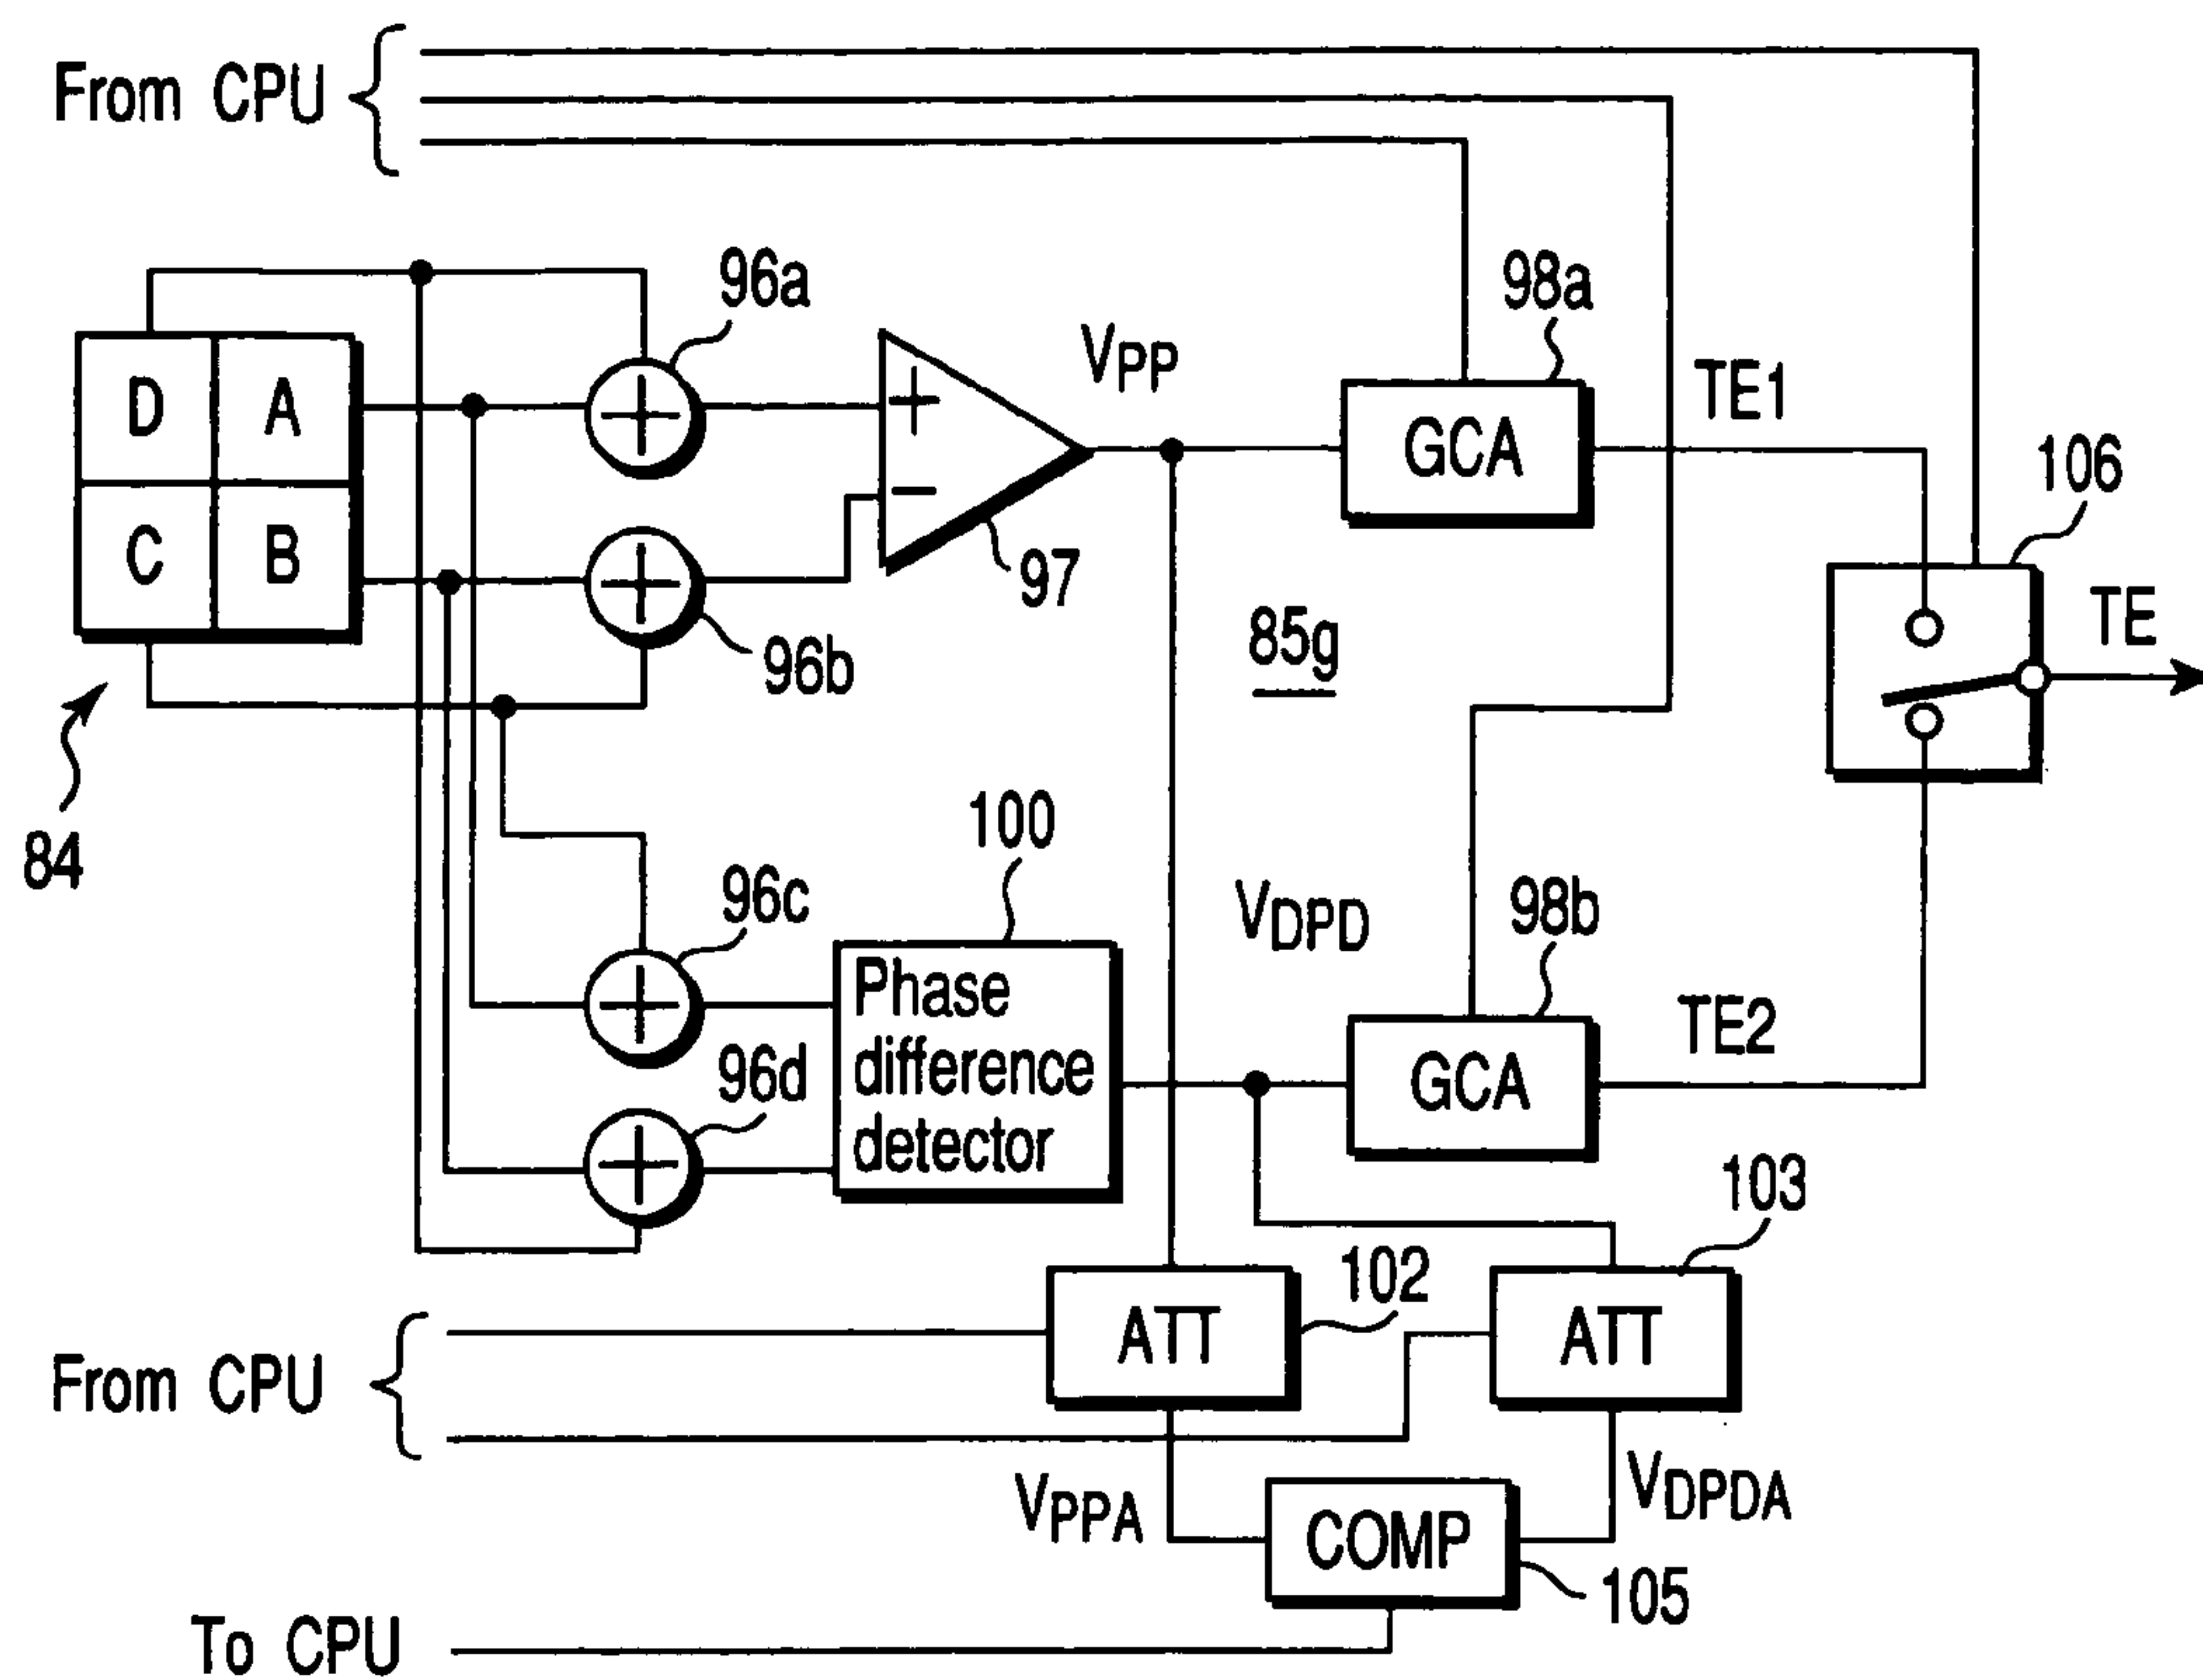 From CPU
96a
98a
VPP
TE1
106
D A
GCA
C B
97
TE
96b
85g
84
100
96c
VDPD
98b
Phase
difference
detector
TE2
96d
GCA
103
102
ATT
ATT
From CPU
VPPA
VDPDA
COMP
105
To CPU